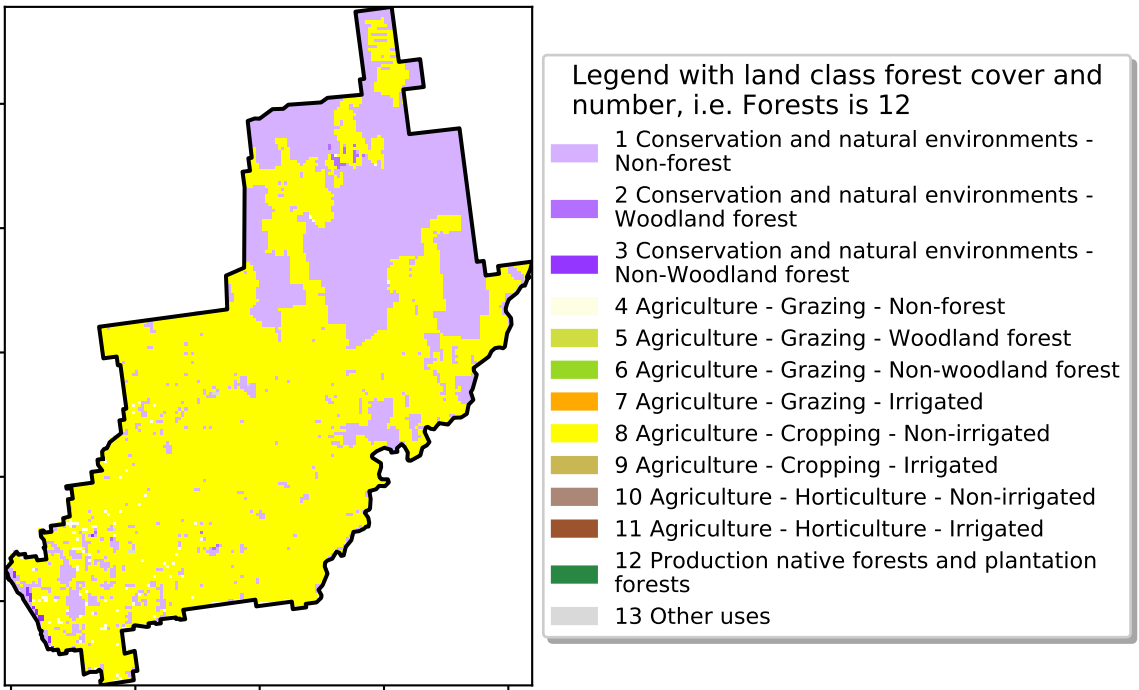 Legend with land class forest cover and
number, i.e. Forests is 12
1 Conservation and natural environments -
Non-forest
2 Conservation and natural environments -
Woodland forest
3 Conservation and natural environments -
Non-Woodland forest
4 Agriculture - Grazing - Non-forest
5 Agriculture - Grazing - Woodland forest
6 Agriculture - Grazing - Non-woodland forest
7 Agriculture - Grazing - Irrigated
8 Agriculture - Cropping - Non-irrigated
9 Agriculture - Cropping - Irrigated
10 Agriculture - Horticulture - Non-irrigated
11 Agriculture - Horticulture - Irrigated
12 Production native forests and plantation
forests
13 Other uses